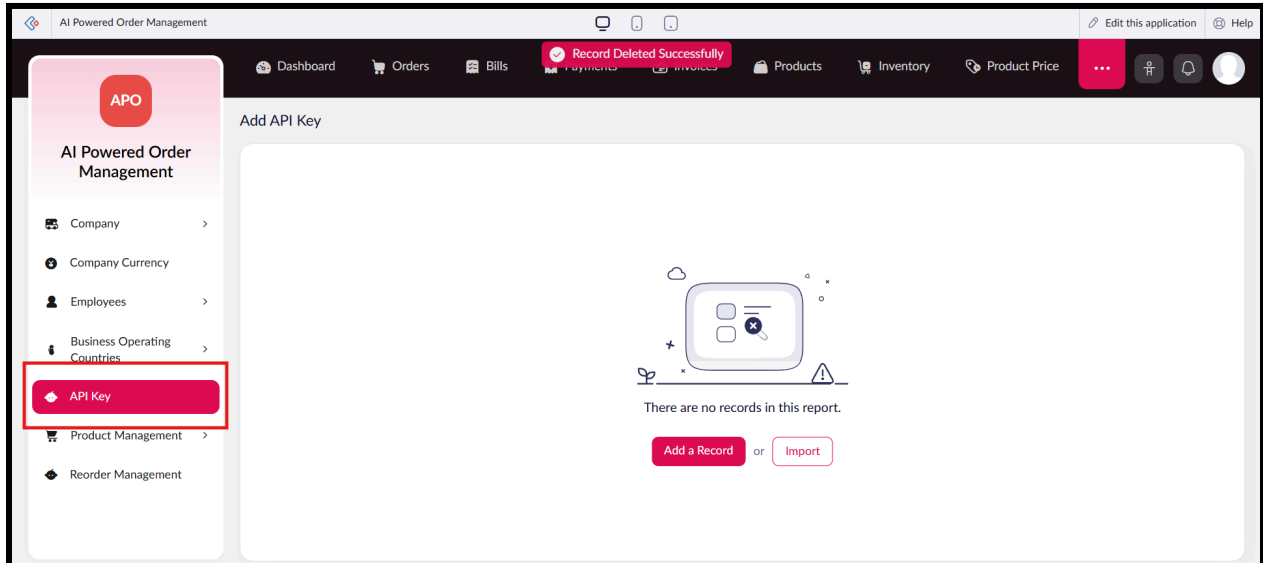 AI Powered Order Management
Edit this application
Help
Record Deleted Successfully
Dashboard
Orders
Bills
Payments
Invoices
Products
Inventory
Product Price
APO
AI Powered Order
Management
Add API Key
Company
Company Currency
Employees
Business Operating
Countries
API Key
Product Management
Reorder Management
There are no records in this report.
Add a Record
or
Import